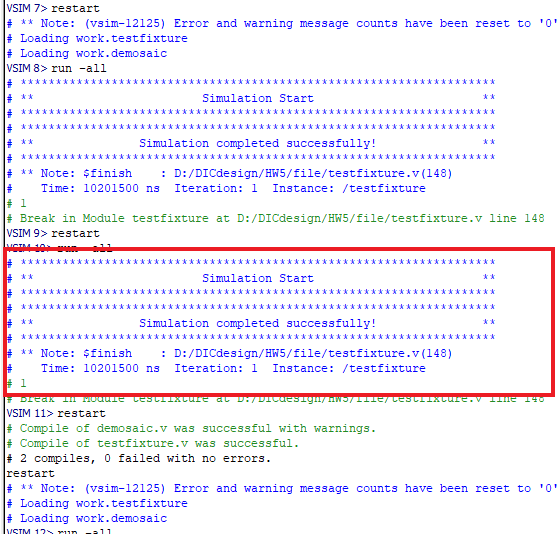 VSIM 7> restart
# ** Note: (vsim-12125) Error and warning message counts have been reset to '0'
# Loading work.testfixture
# Loading work.demosaic
VSIM 8> run -all
# ********************************************************************
# **                        Simulation Start                        **
# ********************************************************************
# ********************************************************************
# **               Simulation completed successfully!               **
# ********************************************************************
# ** Note: $finish    : D:/DICdesign/HW5/file/testfixture.v(148)
#    Time: 10201500 ns  Iteration: 1  Instance: /testfixture
# 1
# Break in Module testfixture at D:/DICdesign/HW5/file/testfixture.v line 148
VSIM 9> restart
VSIM 10> run -all
# ********************************************************************
# **                        Simulation Start                        **
# ********************************************************************
# ********************************************************************
# **               Simulation completed successfully!               **
# ********************************************************************
# ** Note: $finish    : D:/DICdesign/HW5/file/testfixture.v(148)
#    Time: 10201500 ns  Iteration: 1  Instance: /testfixture
# 1
# Break in Module testfixture at D:/DICdesign/HW5/file/testfixture.v line 148
VSIM 11> restart
# Compile of demosaic.v was successful with warnings.
# Compile of testfixture.v was successful.
# 2 compiles, 0 failed with no errors.
restart
# ** Note: (vsim-12125) Error and warning message counts have been reset to '0'
# Loading work.testfixture
# Loading work.demosaic
VSIM 12> run -all